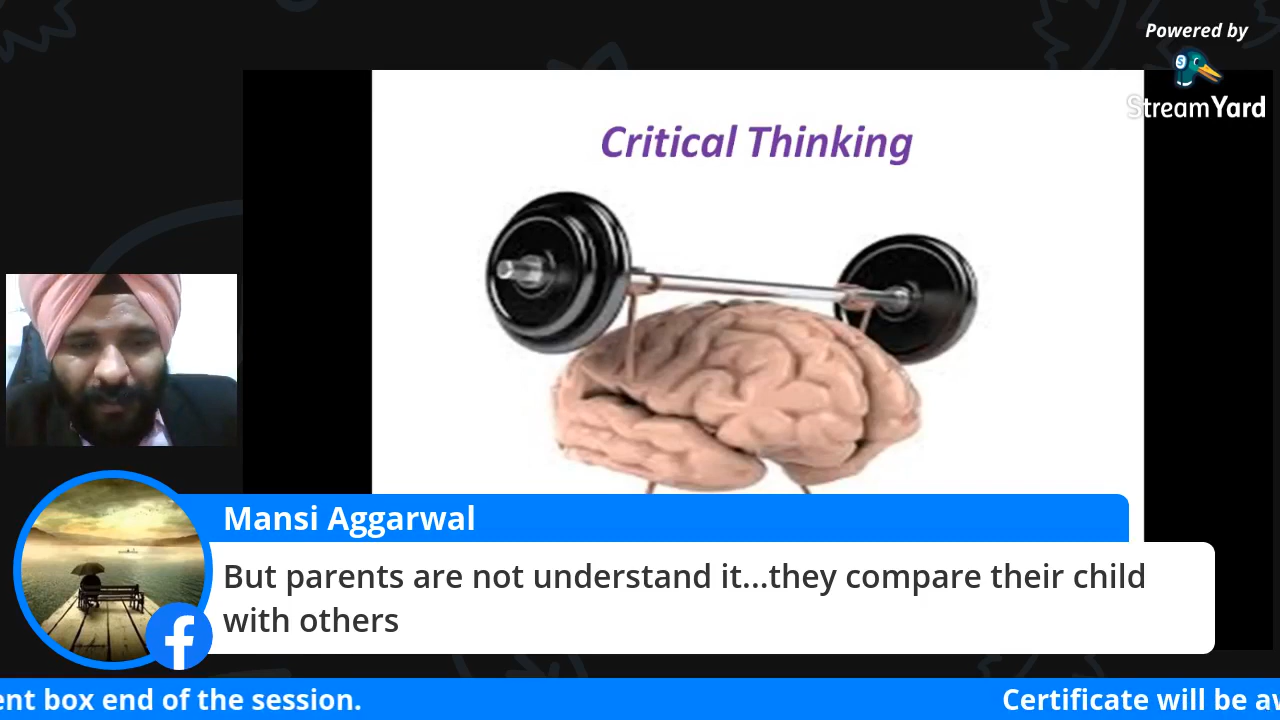 Powered by
StreamYard
Critical Thinking
Mansi Aggarwal
But parents are not understand it...they compare their child
with others
ent box end of the session.
Certificate will be av